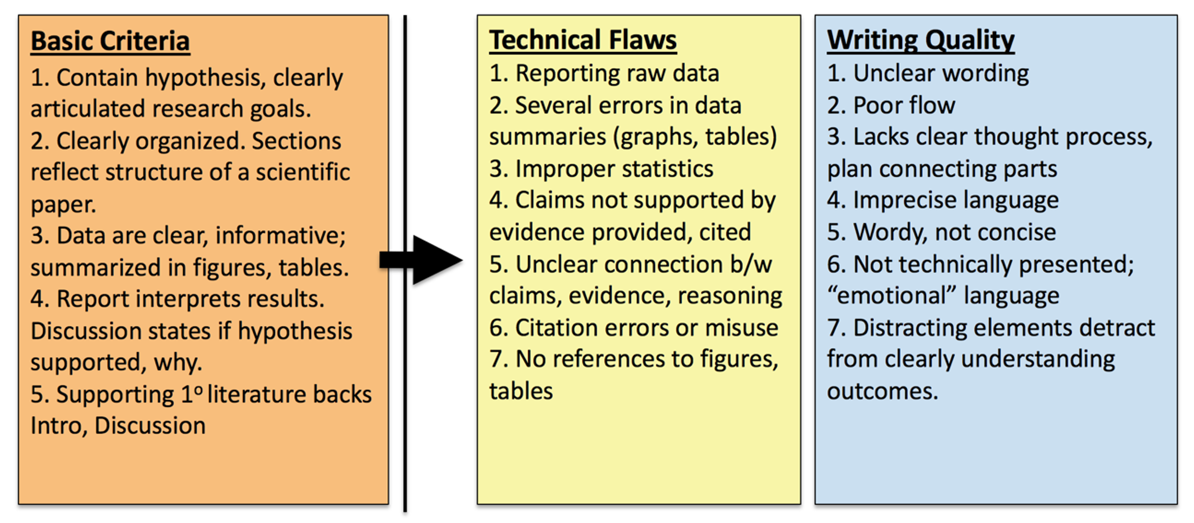 Basic Criteria
1. Contain hypothesis, clearly
articulated research goals.
2. Clearly organized. Sections
reflect structure of a scientific
paper.
3. Data are clear, informative;
summarized in figures, tables.
4. Report interprets results.
Discussion states if hypothesis
supported, why.
5. Supporting 1º literature backs
Intro, Discussion
Technical Flaws
1. Reporting raw data
2. Several errors in data
summaries (graphs, tables)
3. Improper statistics
4. Claims not supported by
evidence provided, cited
5. Unclear connection b/w
claims, evidence, reasoning
6. Citation errors or misuse
7. No references to figures,
tables
Writing Quality
1. Unclear wording
2. Poor flow
3. Lacks clear thought process,
plan connecting parts
4. Imprecise language
5. Wordy, not concise
6. Not technically presented;
“emotional” language
7. Distracting elements detract
from clearly understanding
outcomes.